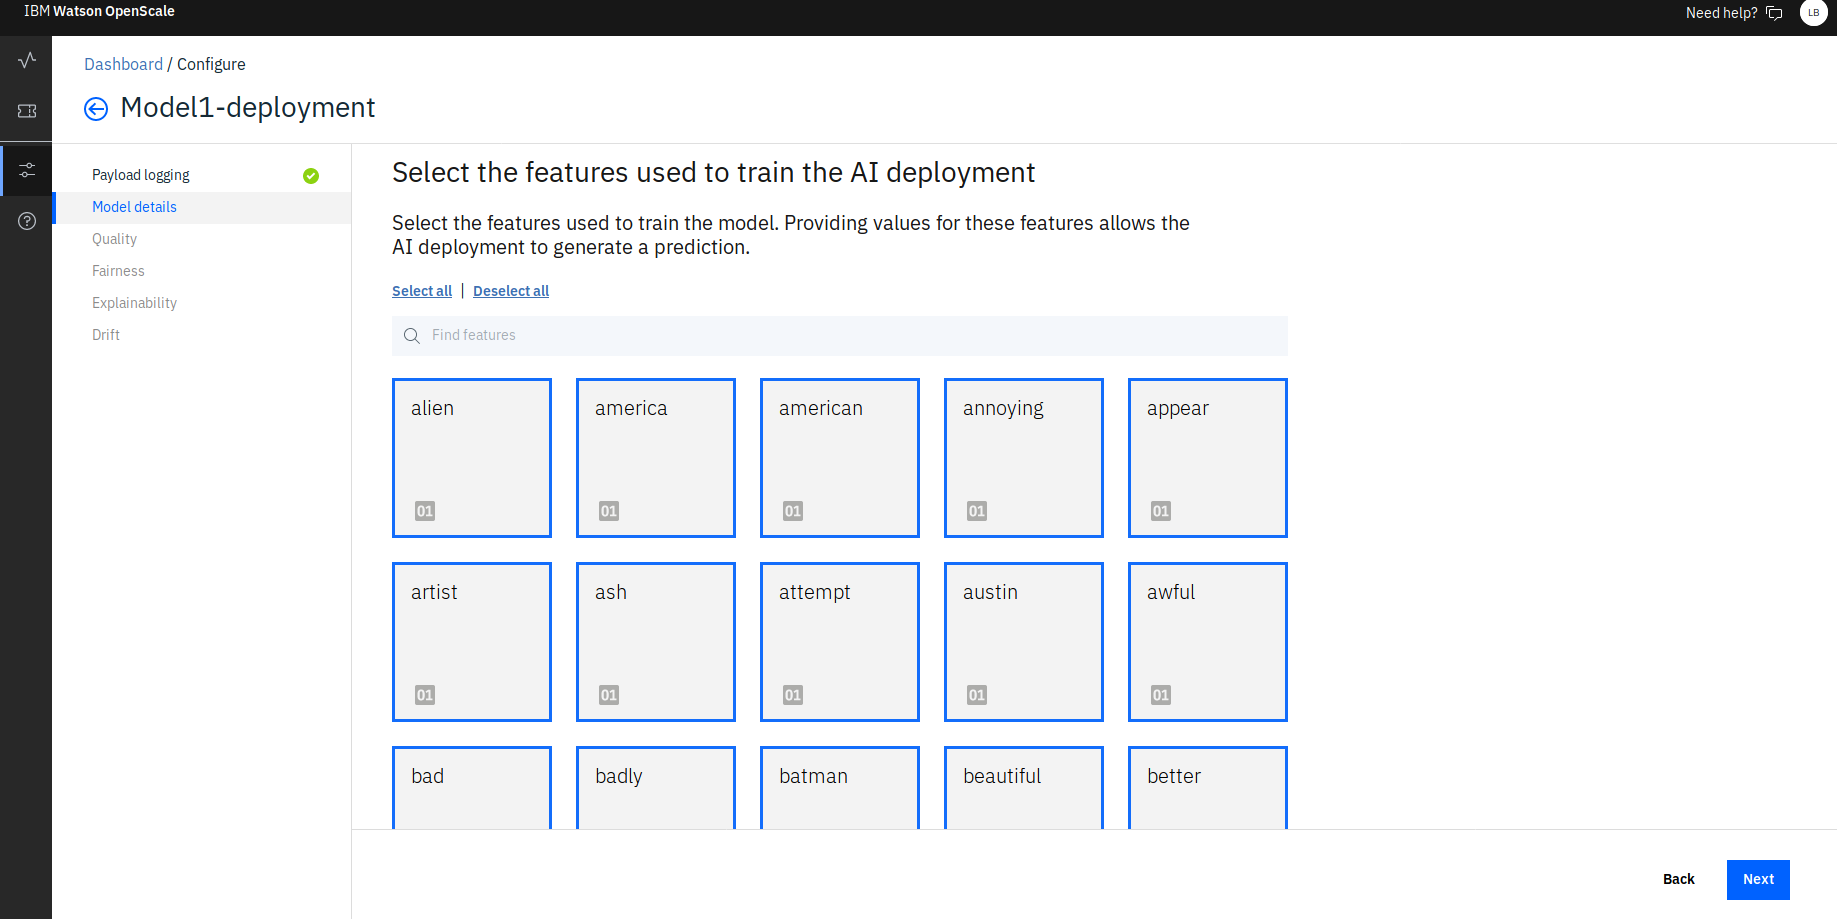 IBM Watson OpenScale
Need help?
LB
Dashboard / Configure
Model1-deployment
Payload logging
Model details
Quality
Fairness
Explainability
Drift
Select the features used to train the AI deployment
Select the features used to train the model. Providing values for these features allows the
AI deployment to generate a prediction.
Select all | Deselect all
Find features
alien america american annoying appear
01 01 01 01 01
artist ash attempt austin awful
01 01 01 01 01
bad badly batman beautiful better
Back Next